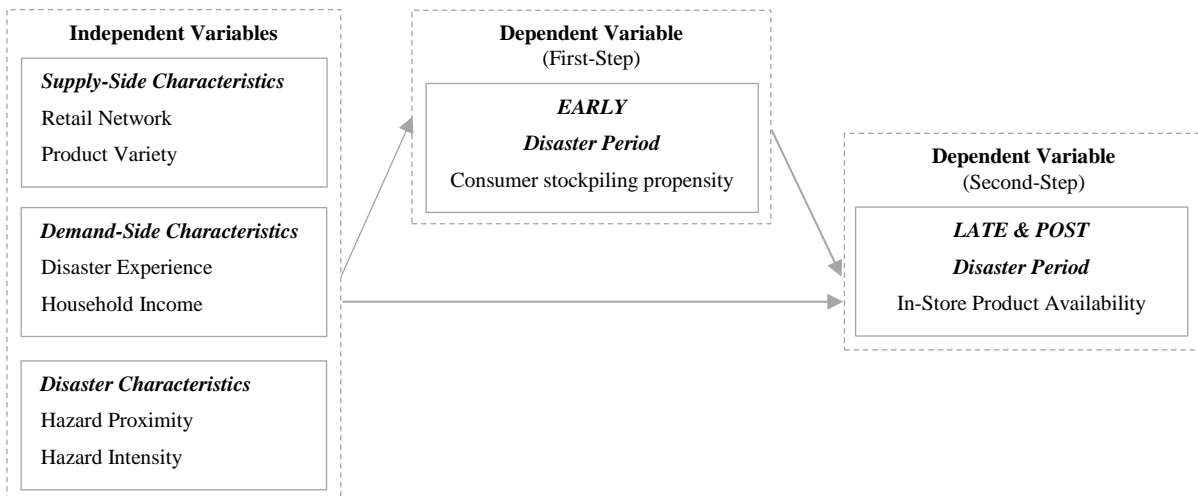 Independent Variables
Supply-Side Characteristics
Retail Network
Product Variety
Demand-Side Characteristics
Disaster Experience
Household Income
Disaster Characteristics
Hazard Proximity
Hazard Intensity
Dependent Variable
(First-Step)
EARLY
Disaster Period
Consumer stockpiling propensity
Dependent Variable
(Second-Step)
LATE & POST
Disaster Period
In-Store Product Availability